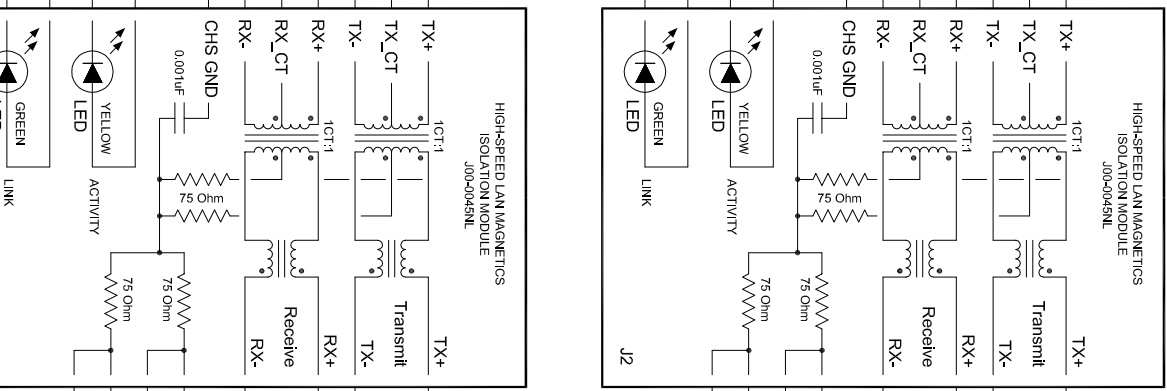 HIGH-SPEED LAN MAGNETICS
ISOLATION MODULE
J00-0045NL
TX+
TX_CT
TX-
RX+
RX_CT
RX-
CHS GND
0.001uF
1CT:1
1CT:1
75 Ohm
75 Ohm
75 Ohm
Transmit
Receive
TX+
TX-
RX+
RX-
YELLOW
LED
ACTIVITY
GREEN
LED
LINK
HIGH-SPEED LAN MAGNETICS
ISOLATION MODULE
J00-0045NL
TX+
TX_CT
TX-
RX+
RX_CT
RX-
CHS GND
0.001uF
1CT:1
1CT:1
75 Ohm
75 Ohm
75 Ohm
Transmit
Receive
TX+
TX-
RX+
RX-
YELLOW
LED
ACTIVITY
GREEN
LED
LINK
J2